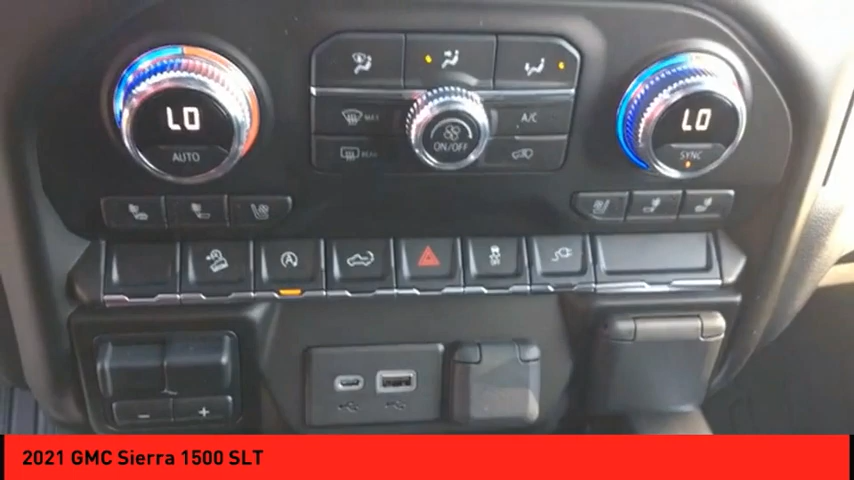 LO
AUTO
MAX
REAR
ON/OFF
A/C
LO
SYNC
2021 GMC Sierra 1500 SLT